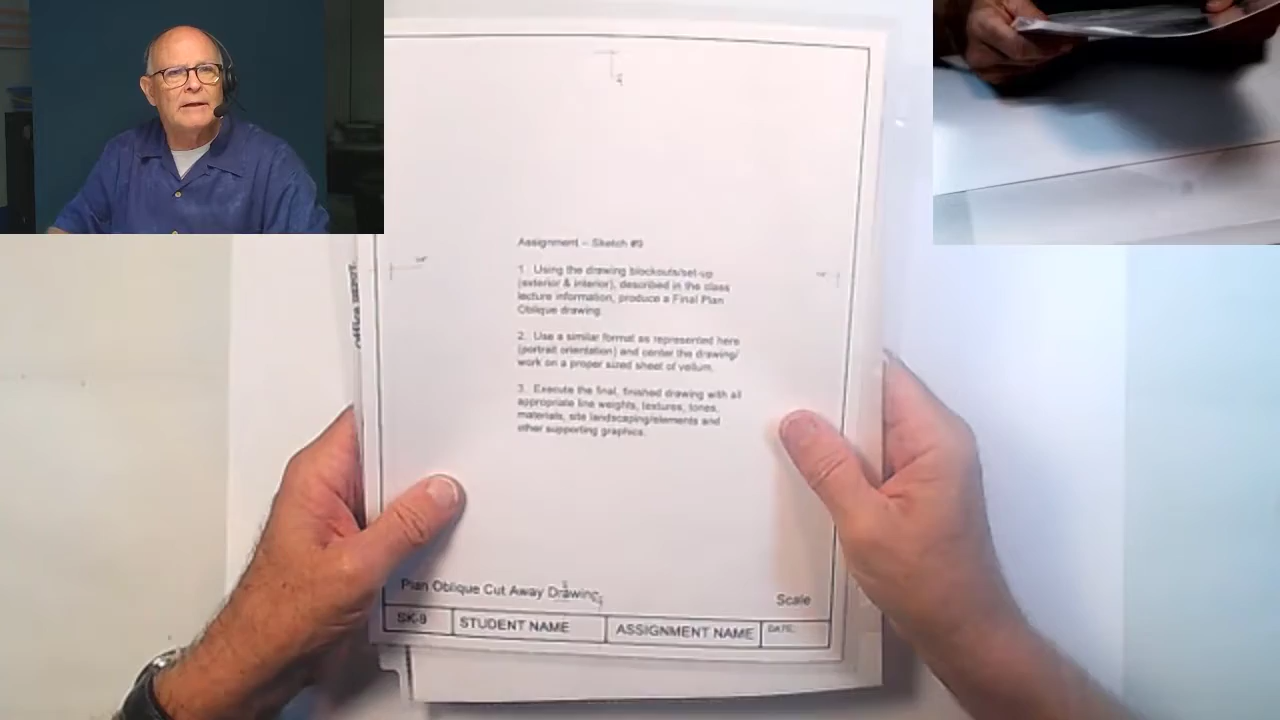 Assignment – Sketch #9
1. Using the drawing blockouts/set-up
(exterior & interior), described in the class
lecture information, produce a Final Plan
Oblique drawing.
2. Use a similar format as represented here
(portrait orientation) and center the drawing/
work on a proper sized sheet of vellum.
3. Execute the final, finished drawing with all
appropriate line weights, textures, tones,
materials, site landscaping/elements and
other supporting graphics.
Office DEPOT
Plan Oblique Cut Away Drawing
Scale
SK-9
STUDENT NAME
ASSIGNMENT NAME
DATE: